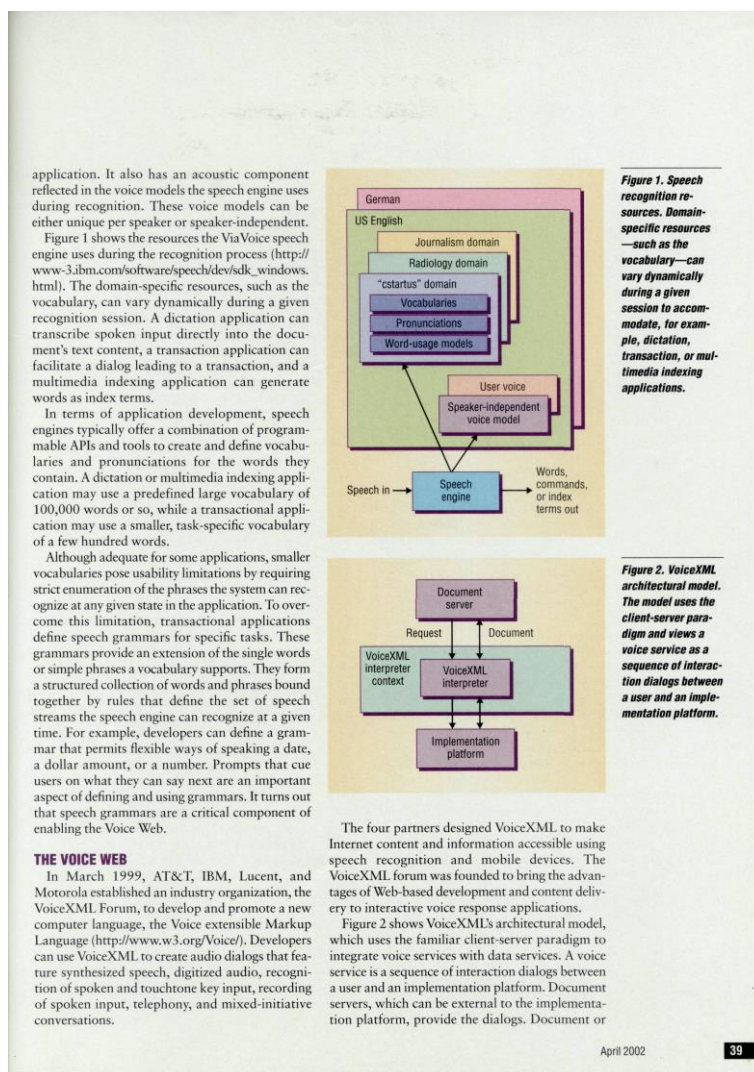 application. It also has an acoustic component
reflected in the voice models the speech engine uses
during recognition. These voice models can be
either unique per speaker or speaker-independent.
Figure 1 shows the resources the ViaVoice speech
engine uses during the recognition process (http://
www-3.ibm.com/software/speech/dev/sdk_windows.
html). The domain-specific resources, such as the
vocabulary, can vary dynamically during a given
recognition session. A dictation application can
transcribe spoken input directly into the docu-
ment's text content, a transaction application can
facilitate a dialog leading to a transaction, and a
multimedia indexing application can generate
words as index terms.
In terms of application development, speech
engines typically offer a combination of program-
mable APIs and tools to create and define vocabu-
laries and pronunciations for the words they
contain. A dictation or multimedia indexing appli-
cation may use a predefined large vocabulary of
100,000 words or so, while a transactional appli-
cation may use a smaller, task-specific vocabulary
of a few hundred words.
Although adequate for some applications, smaller
vocabularies pose usability limitations by requiring
strict enumeration of the phrases the system can rec-
ognize at any given state in the application. To over-
come this limitation, transactional applications
define speech grammars for specific tasks. These
grammars provide an extension of the single words
or simple phrases a vocabulary supports. They form
a structured collection of words and phrases bound
together by rules that define the set of speech
streams the speech engine can recognize at a given
time. For example, developers can define a gram-
mar that permits flexible ways of speaking a date,
a dollar amount, or a number. Prompts that cue
users on what they can say next are an important
aspect of defining and using grammars. It turns out
that speech grammars are a critical component of
enabling the Voice Web.
THE VOICE WEB
In March 1999, AT&T, IBM, Lucent, and
Motorola established an industry organization, the
VoiceXML Forum, to develop and promote a new
computer language, the Voice extensible Markup
Language (http://www.w3.org/Voice/). Developers
can use VoiceXML to create audio dialogs that fea-
ture synthesized speech, digitized audio, recogni-
tion of spoken and touchtone key input, recording
of spoken input, telephony, and mixed-initiative
conversations.
German
US English
Journalism domain
Radiology domain
"cstartus" domain
Vocabularies
Pronunciations
Word-usage models
User voice
Speaker-independent
voice model
Speech in
Speech
engine
Words,
commands,
or index
terms out
Figure 1. Speech
recognition re-
sources. Domain-
specific resources
—such as the
vocabulary—can
vary dynamically
during a given
session to accom-
modate, for exam-
ple, dictation,
transaction, or mul-
timedia indexing
applications.
Document
server
Request
Document
VoiceXML
interpreter
context
VoiceXML
interpreter
Implementation
platform
Figure 2. VoiceXML
architectural model.
The model uses the
client-server para-
digm and views a
voice service as a
sequence of interac-
tion dialogs between
a user and an imple-
mentation platform.
The four partners designed VoiceXML to make
Internet content and information accessible using
speech recognition and mobile devices. The
VoiceXML forum was founded to bring the advan-
tages of Web-based development and content deliv-
ery to interactive voice response applications.
Figure 2 shows VoiceXML's architectural model,
which uses the familiar client-server paradigm to
integrate voice services with data services. A voice
service is a sequence of interaction dialogs between
a user and an implementation platform. Document
servers, which can be external to the implementa-
tion platform, provide the dialogs. Document or
April 2002
39